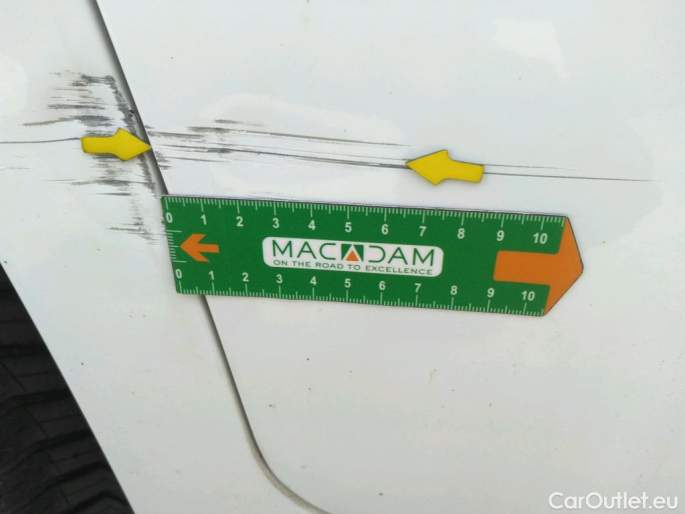 0 1 2 3 4 5 6 7 8 9 10
MACADAM
ON THE ROAD TO EXCELLENCE
0 1 2 3 4 5 6 7 8 9 10
CarOutlet.eu